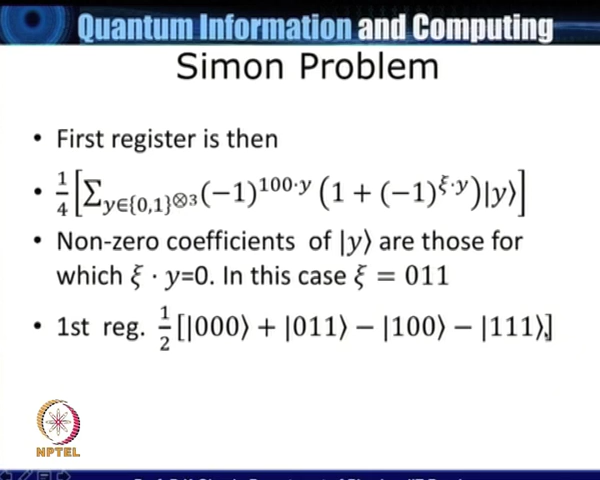 Quantum Information and Computing
Simon Problem
• First register is then
• 1/4 [∑y∈{0,1}⊗3 (−1)^100·y (1 + (−1)^ξ·y)|y⟩]
• Non-zero coefficients of |y⟩ are those for
which ξ · y=0. In this case ξ = 011
• 1st reg. 1/2 [|000⟩ + |011⟩ − |100⟩ − |111⟩,]
NPTEL